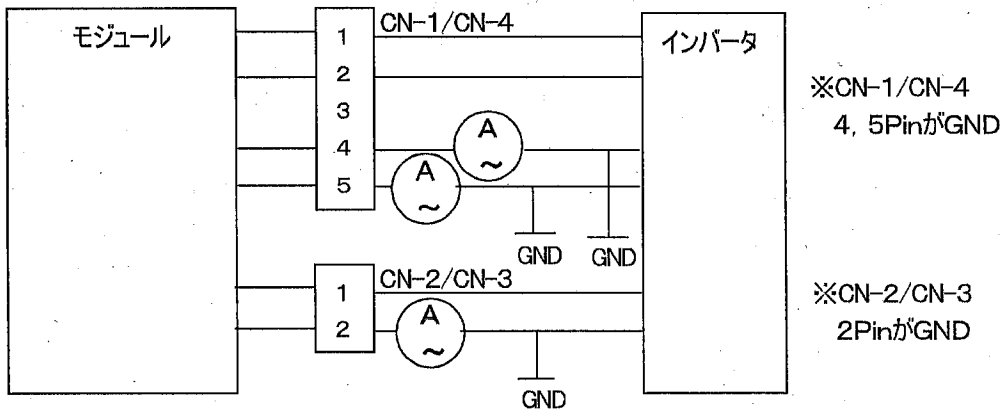 モジュール
CN-1/CN-4
1
2
3
4
5
A
~
A
~
GND
GND
インバータ
※CN-1/CN-4
4, 5PinがGND
CN-2/CN-3
1
2
A
~
GND
※CN-2/CN-3
2PinがGND